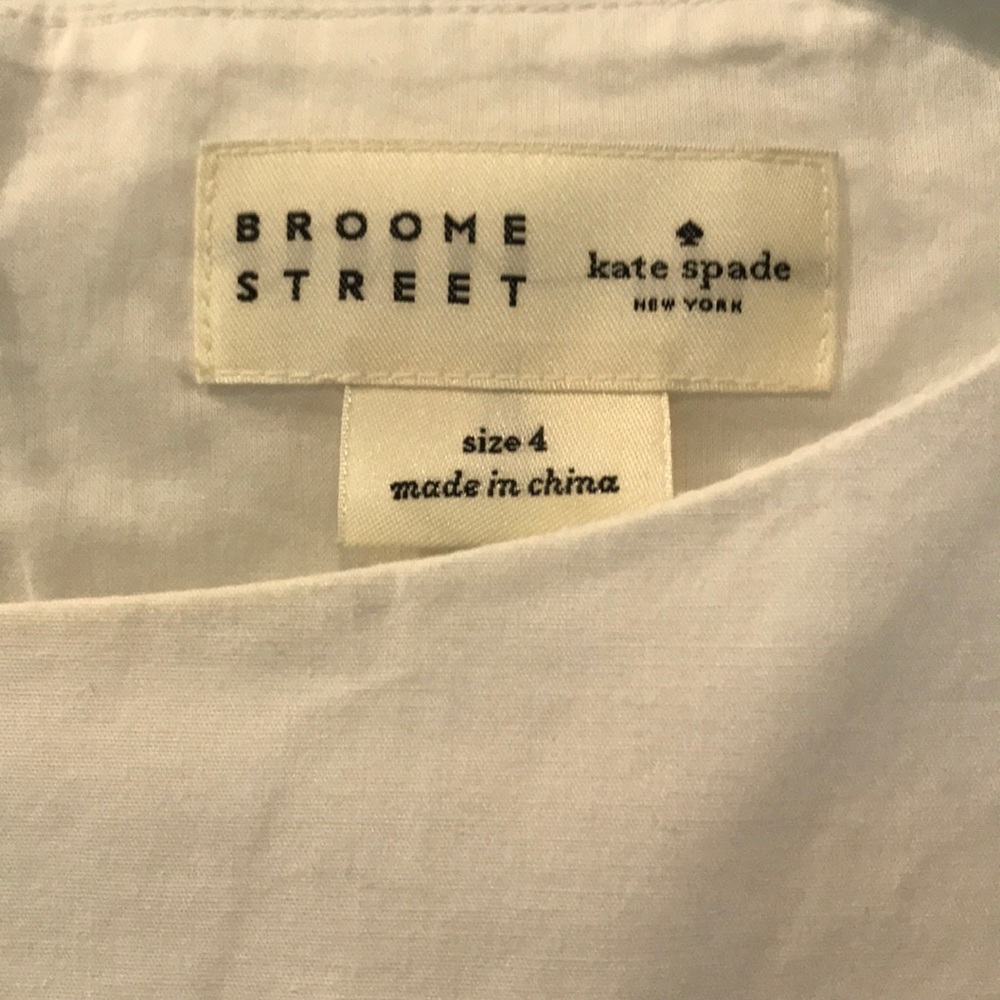 BROOME
STREET
kate spade
NEW YORK
size 4
made in china